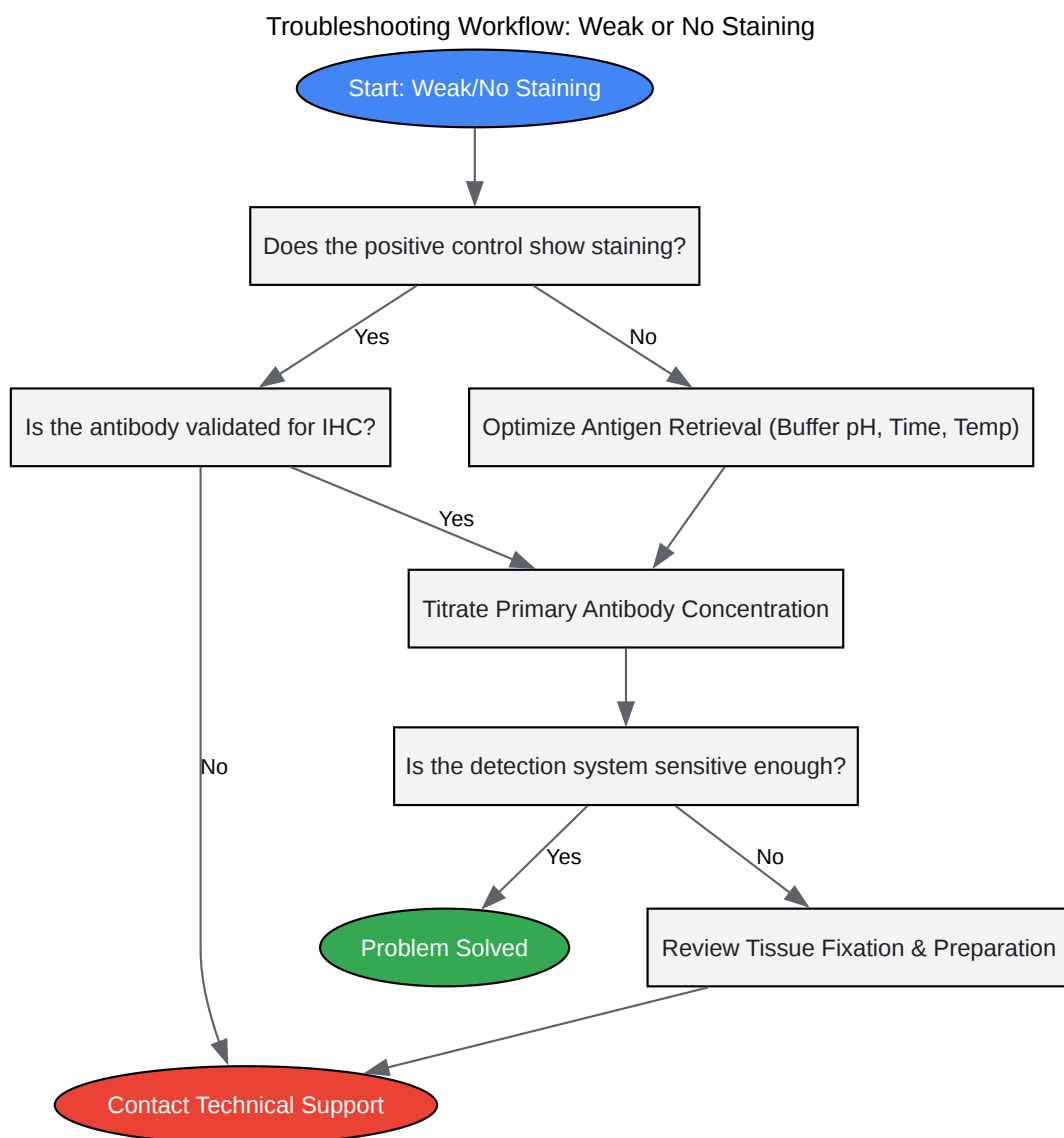 Troubleshooting Workflow: Weak or No Staining
Start: Weak/No Staining
Does the positive control show staining?
Yes
No
Is the antibody validated for IHC?
Optimize Antigen Retrieval (Buffer pH, Time, Temp)
Yes
Titrate Primary Antibody Concentration
No
Is the detection system sensitive enough?
Yes
No
Problem Solved
Review Tissue Fixation & Preparation
Contact Technical Support